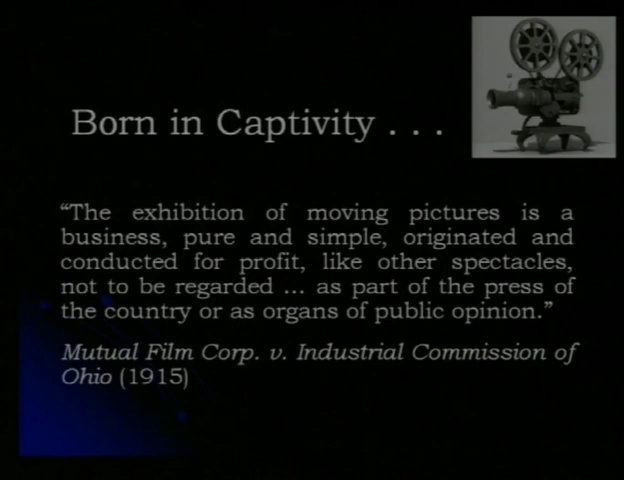 Born in Captivity . . .
“The exhibition of moving pictures is a
business, pure and simple, originated and
conducted for profit, like other spectacles,
not to be regarded ... as part of the press of
the country or as organs of public opinion.”
Mutual Film Corp. v. Industrial Commission of
Ohio (1915)